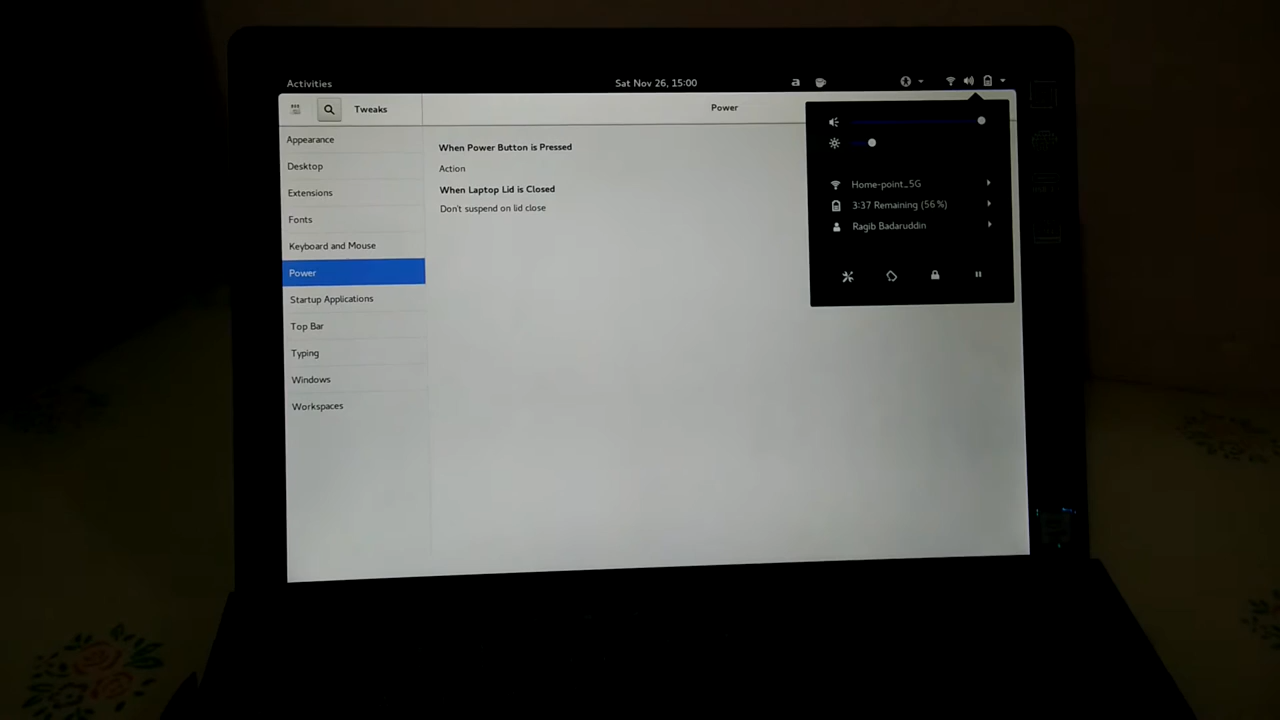 Activities
Sat Nov 26, 15:00
a
Tweaks
Power
Appearance
Desktop
Extensions
Fonts
Keyboard and Mouse
Power
Startup Applications
Top Bar
Typing
Windows
Workspaces
When Power Button is Pressed
Action
When Laptop Lid is Closed
Don't suspend on lid close
Home-point_5G
3:37 Remaining (56%)
Ragib Badaruddin